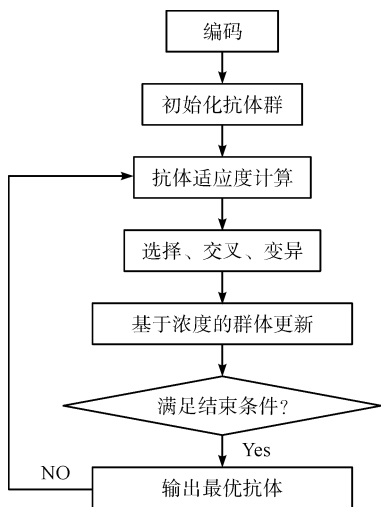 编码
初始化抗体群
抗体适应度计算
选择、交叉、变异
基于浓度的群体更新
满足结束条件?
Yes
NO
输出最优抗体